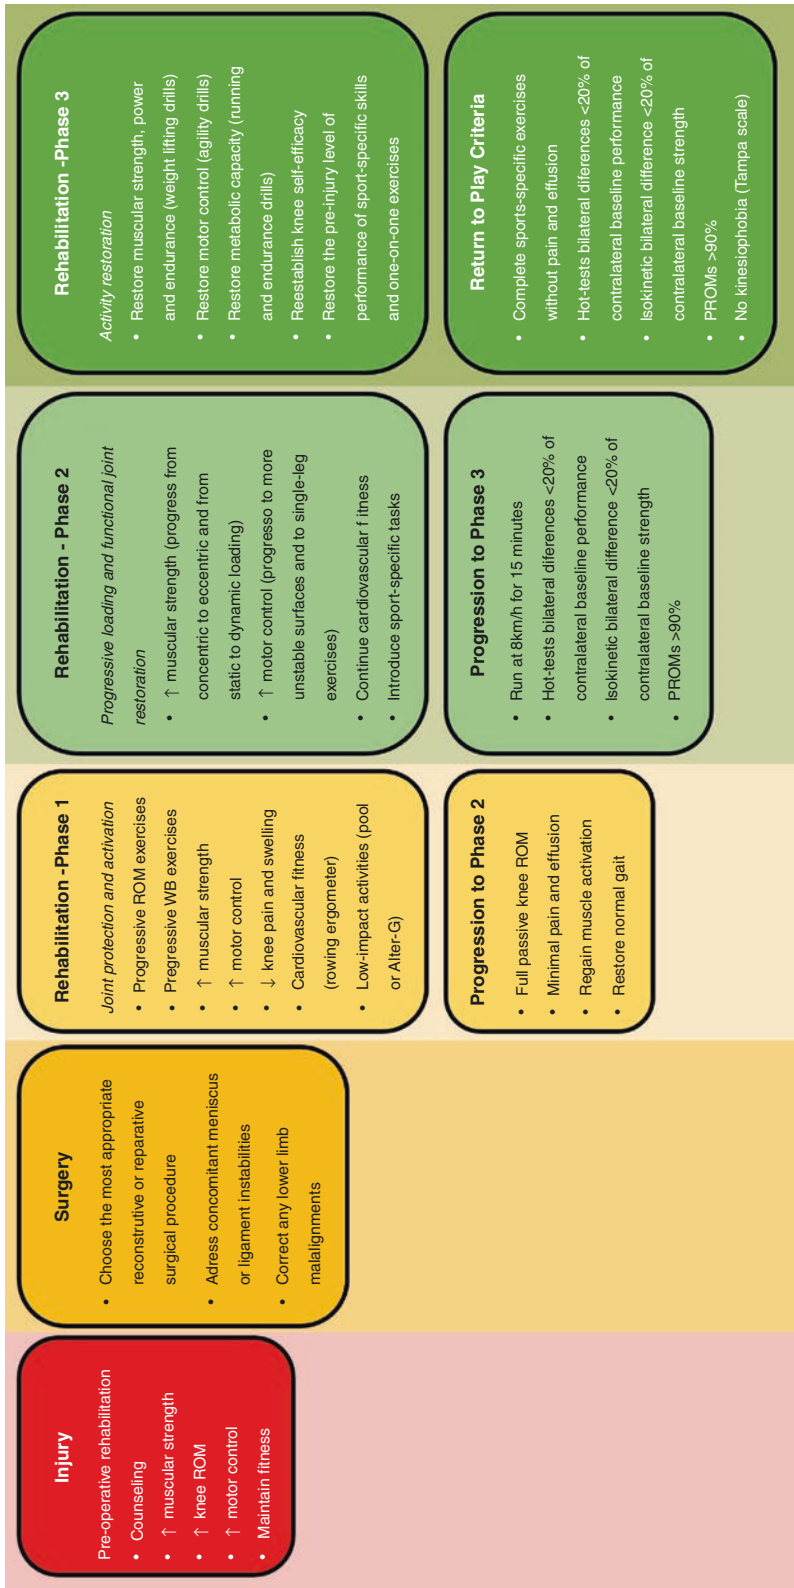 Injury
Pre-operative rehabilitation
• Counseling
• ↑ muscular strength
• ↑ knee ROM
• ↑ motor control
• Maintain fitness
Surgery
• Choose the most appropriate
reconstrutive or reparative
surgical procedure
• Adress concomitant meniscus
or ligament instabilities
• Correct any lower limb
malalignments
Rehabilitation -Phase 1
Joint protection and activation
• Progressive ROM exercises
• Pregressive WB exercises
• ↑ muscular strength
• ↑ motor control
• ↓ knee pain and swelling
• Cardiovascular fitness
(rowing ergometer)
• Low-impact activities (pool
or Alter-G)
Progression to Phase 2
• Full passive knee ROM
• Minimal pain and effusion
• Regain muscle activation
• Restore normal gait
Rehabilitation - Phase 2
Progressive loading and functional joint
restoration
• ↑ muscular strength (progress from
concentric to eccentric and from
static to dynamic loading)
• ↑ motor control (progresso to more
unstable surfaces and to single-leg
exercises)
• Continue cardiovascular f itness
• Introduce sport-specific tasks
Progression to Phase 3
• Run at 8km/h for 15 minutes
• Hot-tests bilateral diferences <20% of
contralateral baseline performance
• Isokinetic bilateral difference <20% of
contralateral baseline strength
• PROMs >90%
Rehabilitation -Phase 3
Activity restoration
• Restore muscular strength, power
and endurance (weight lifting drills)
• Restore motor control (agility drills)
• Restore metabolic capacity (running
and endurance drills)
• Reestablish knee self-efficacy
• Restore the pre-injury level of
performance of sport-specific skills
and one-on-one exercises
Return to Play Criteria
• Complete sports-specific exercises
without pain and effusion
• Hot-tests bilateral diferences <20% of
contralateral baseline performance
• Isokinetic bilateral difference <20% of
contralateral baseline strength
• PROMs >90%
• No kinesiophobia (Tampa scale)